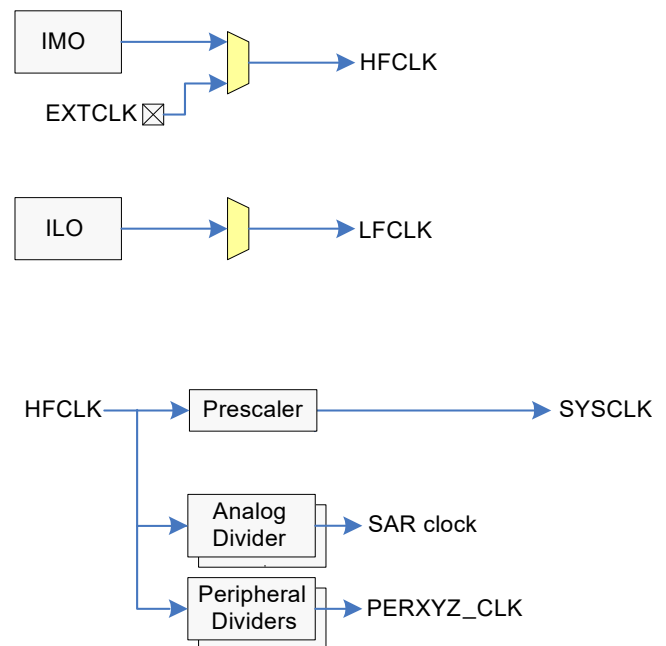 IMO
HFCLK
EXTCLK
ILO
LFCLK
HFCLK
Prescaler
SYSCLK
Analog
Divider
SAR clock
Peripheral
Dividers
PERXYZ_CLK